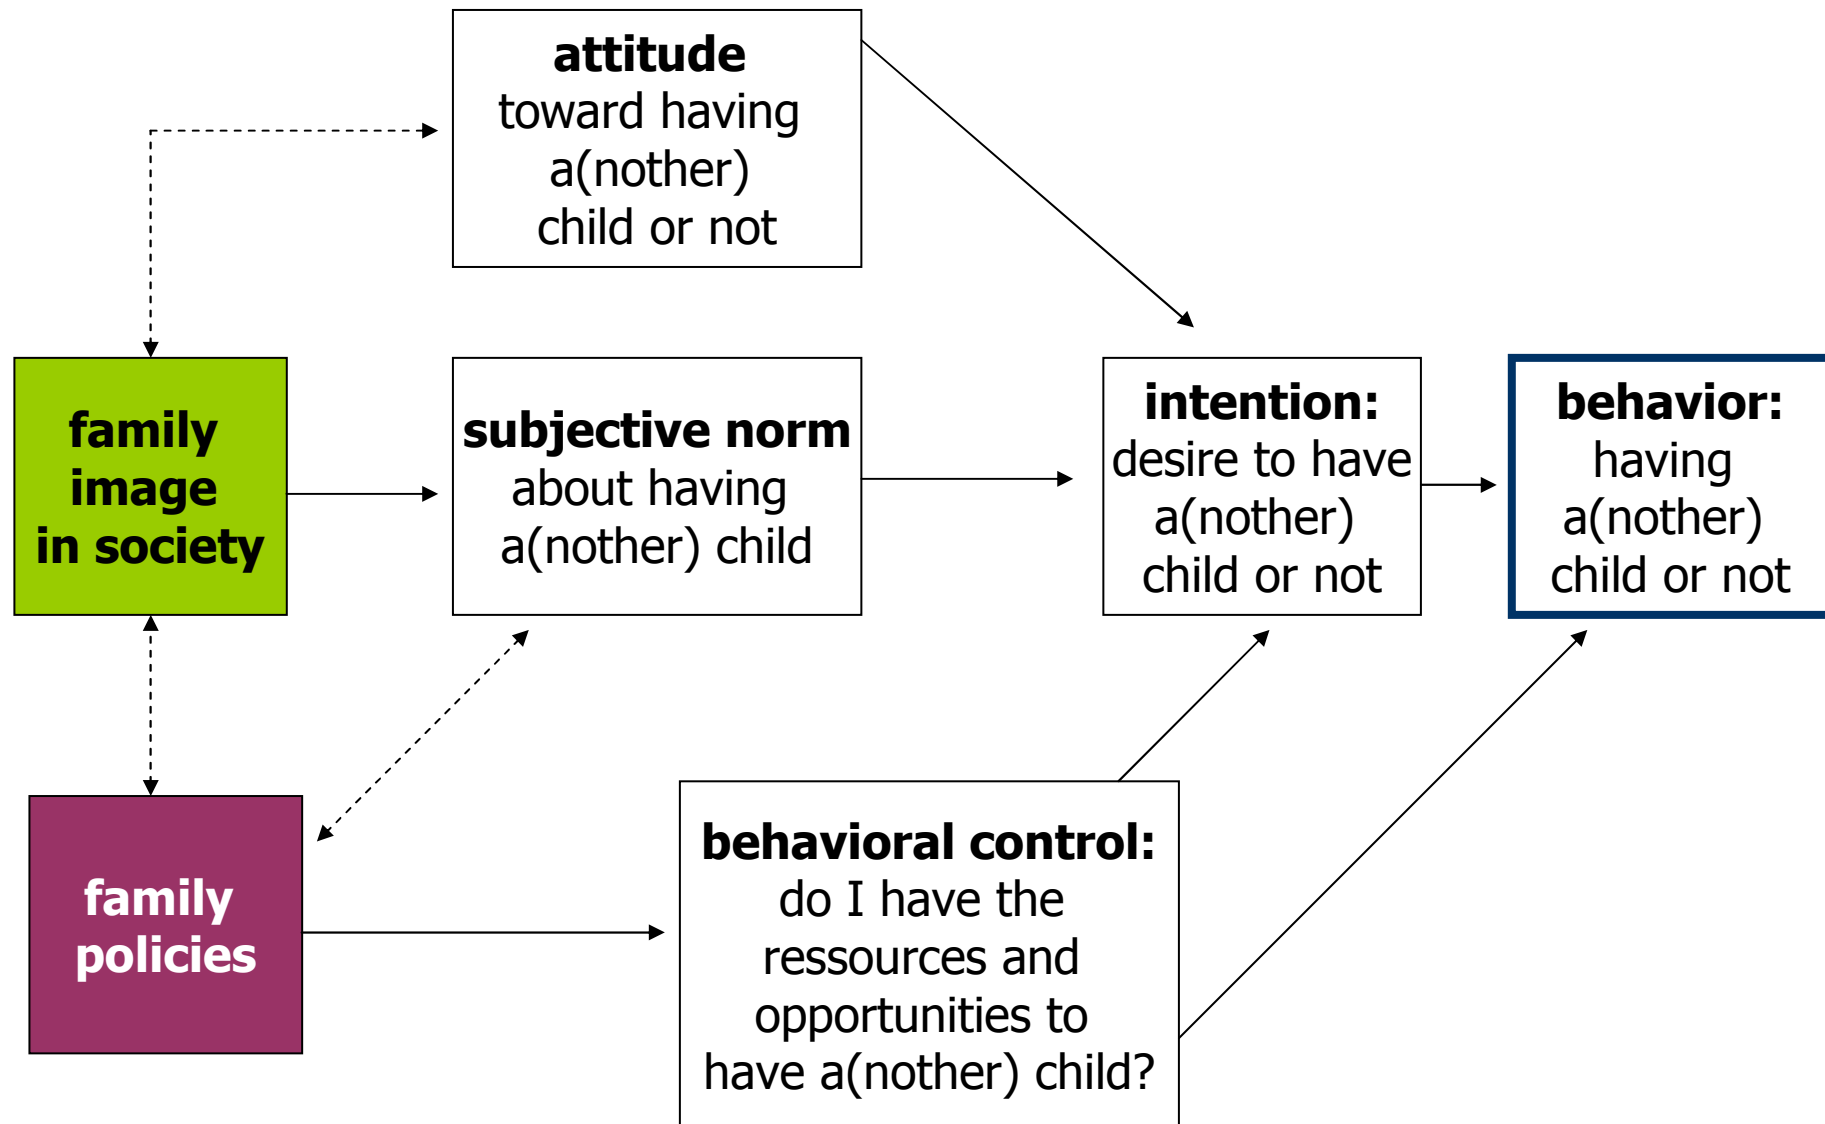 attitude
toward having
a(nother)
child or not
family
image
in society
subjective norm
about having
a(nother) child
intention:
desire to have
a(nother)
child or not
behavior:
having
a(nother)
child or not
family
policies
behavioral control:
do I have the
ressources and
opportunities to
have a(nother) child?